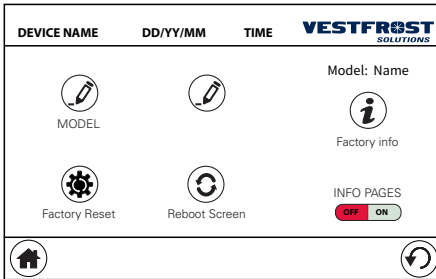 DEVICE NAME DD/YY/MM TIME VESTFROST
SOLUTIONS
Model: Name
MODEL
Factory info
INFO PAGES
OFF ON
Factory Reset Reboot Screen